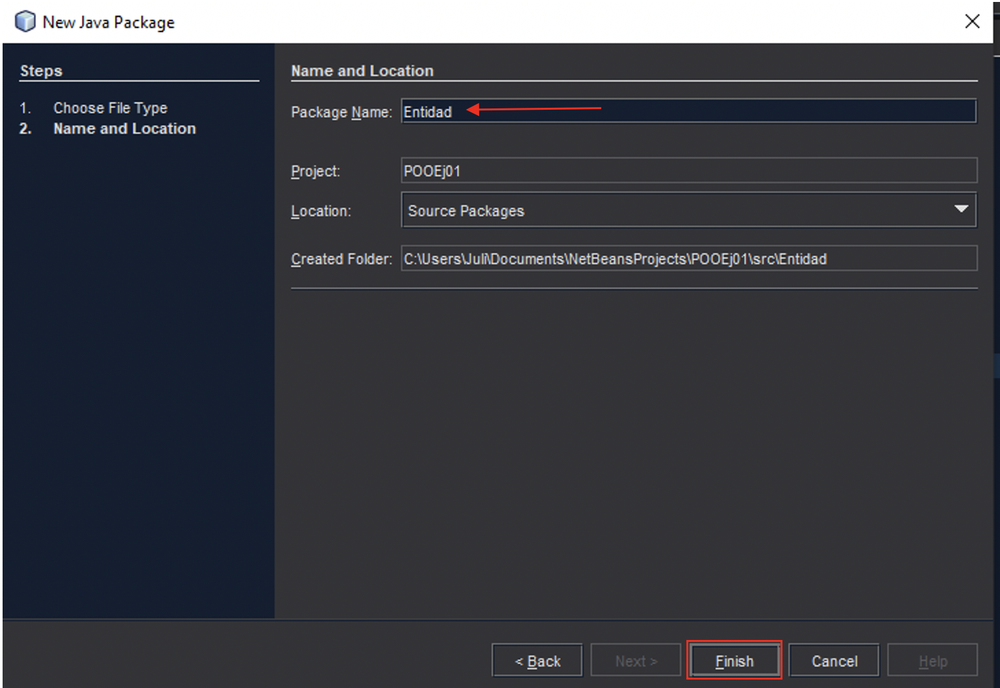 New Java Package
Steps
1. Choose File Type
2. Name and Location
Name and Location
Package Name: Entidad
Project: POOEj01
Location: Source Packages
Created Folder: C:\Users\Juli\Documents\NetBeansProjects\POOEj01\src\Entidad
< Back Next > Finish Cancel Help